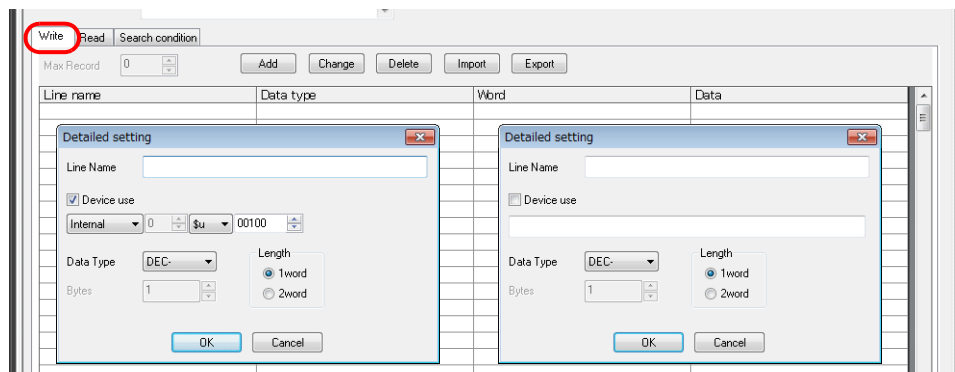 Write Read Search condition
Max Record 0 Add Change Delete Import Export
Line name Data type Word Data
Detailed setting
Line Name
Device use
Internal 0 $u 00100
Data Type DEC- Length
1word
Bytes 1 2word
OK Cancel
Detailed setting
Line Name
Device use
Data Type DEC- Length
1word
Bytes 1 2word
OK Cancel